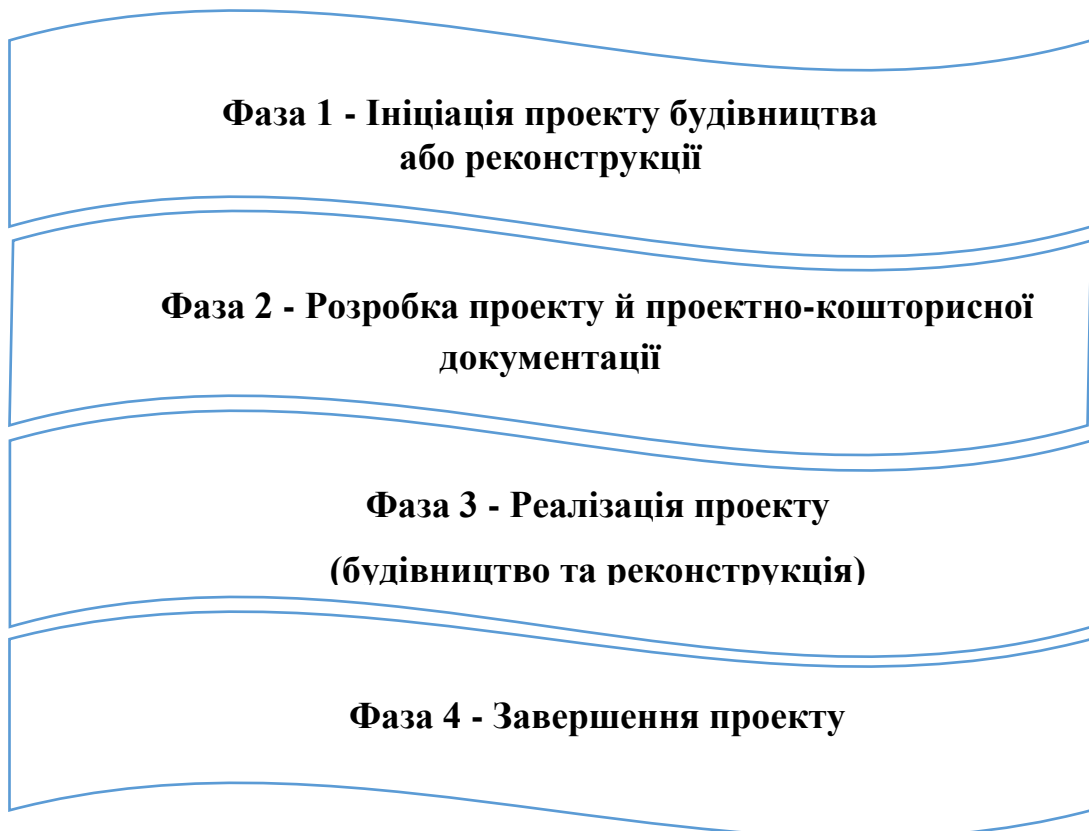 Фаза 1 - Ініціація проекту будівництва
або реконструкції
Фаза 2 - Розробка проекту й проектно-кошторисної
документації
Фаза 3 - Реалізація проекту
(будівництво та реконструкція)
Фаза 4 - Завершення проекту